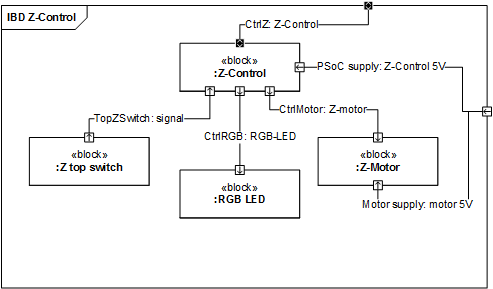 IBD Z-Control
CtrlZ: Z-Control
«block»
:Z-Control
PSoC supply: Z-Control 5V
TopZSwitch: signal
CtrlMotor: Z-motor
CtrlRGB: RGB-LED
«block»
:Z top switch
«block»
:Z-Motor
«block»
:RGB LED
Motor supply: motor 5V